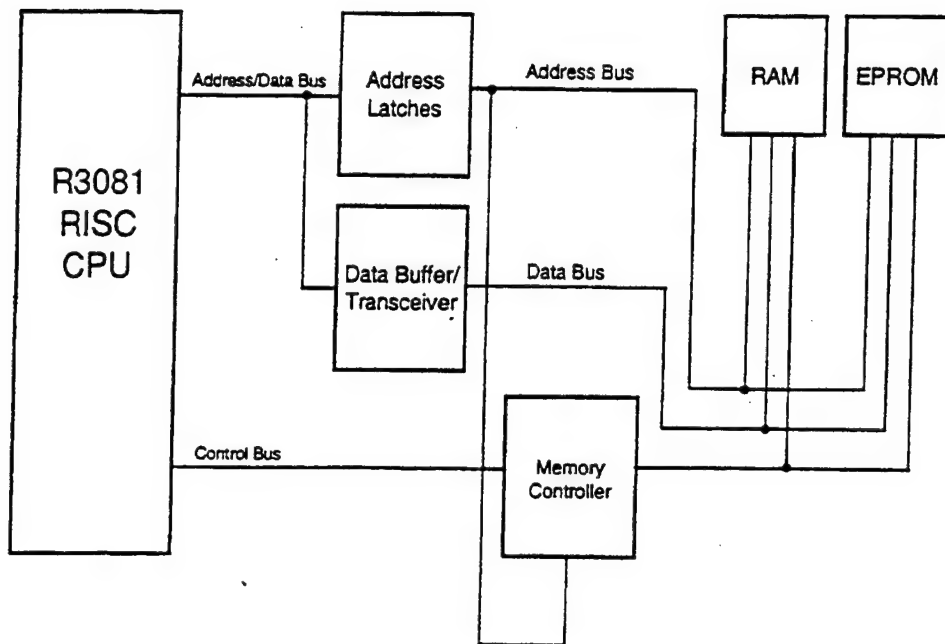 R3081
RISC
CPU
Address/Data Bus
Address
Latches
Address Bus
RAM
EPROM
Data Buffer/
Transceiver
Data Bus
Control Bus
Memory
Controller